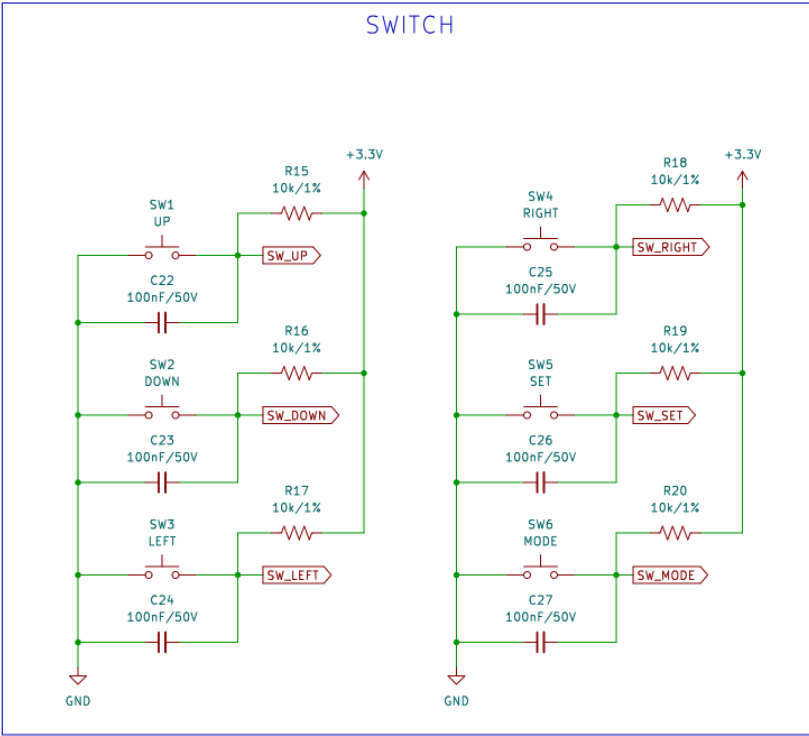 SWITCH
+3.3V
R15
10k/1%
SW1
UP
SW_UP
C22
100nF/50V
R16
10k/1%
SW2
DOWN
SW_DOWN
C23
100nF/50V
R17
10k/1%
SW3
LEFT
SW_LEFT
C24
100nF/50V
GND
+3.3V
R18
10k/1%
SW4
RIGHT
SW_RIGHT
C25
100nF/50V
R19
10k/1%
SW5
SET
SW_SET
C26
100nF/50V
R20
10k/1%
SW6
MODE
SW_MODE
C27
100nF/50V
GND